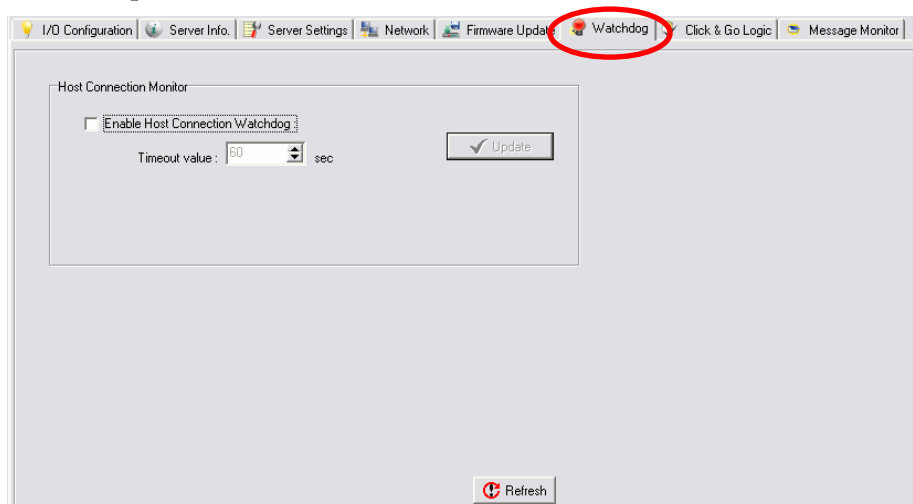 I/O Configuration Server Info. Server Settings Network Firmware Update Watchdog Click & Go Logic Message Monitor
Host Connection Monitor
Enable Host Connection Watchdog :
Timeout value : 60 sec
Update
Refresh